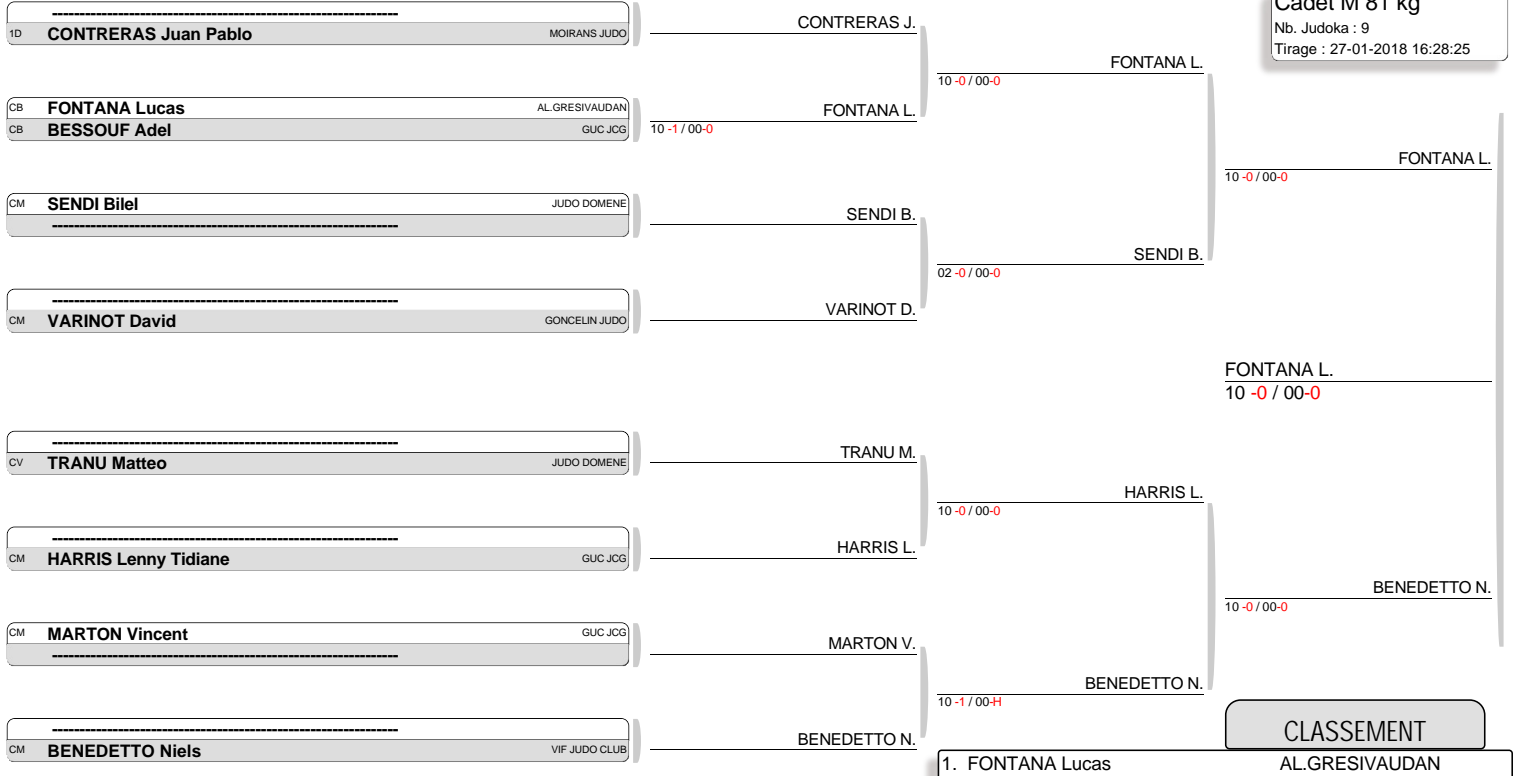 Cadet M 81 kg
Nb. Judoka : 9
Tirage : 27-01-2018 16:28:25
----------------------------------------------------------------
1D CONTRERAS Juan Pablo MOIRANS JUDO
CONTRERAS J.
FONTANA L.
10 -0 / 00-0
CB FONTANA Lucas AL.GRESIVAUDAN
CB BESSOUF Adel GUC JCG
FONTANA L.
10 -1 / 00-0
FONTANA L.
10 -0 / 00-0
CM SENDI Bilel JUDO DOMENE
----------------------------------------------------------------
SENDI B.
SENDI B.
02 -0 / 00-0
----------------------------------------------------------------
CM VARINOT David GONCELIN JUDO
VARINOT D.
FONTANA L.
10 -0 / 00-0
----------------------------------------------------------------
CV TRANU Matteo JUDO DOMENE
TRANU M.
HARRIS L.
10 -0 / 00-0
----------------------------------------------------------------
CM HARRIS Lenny Tidiane GUC JCG
HARRIS L.
BENEDETTO N.
10 -0 / 00-0
CM MARTON Vincent GUC JCG
----------------------------------------------------------------
MARTON V.
BENEDETTO N.
10 -1 / 00-H
----------------------------------------------------------------
CM BENEDETTO Niels VIF JUDO CLUB
BENEDETTO N.
CLASSEMENT
1. FONTANA Lucas AL.GRESIVAUDAN